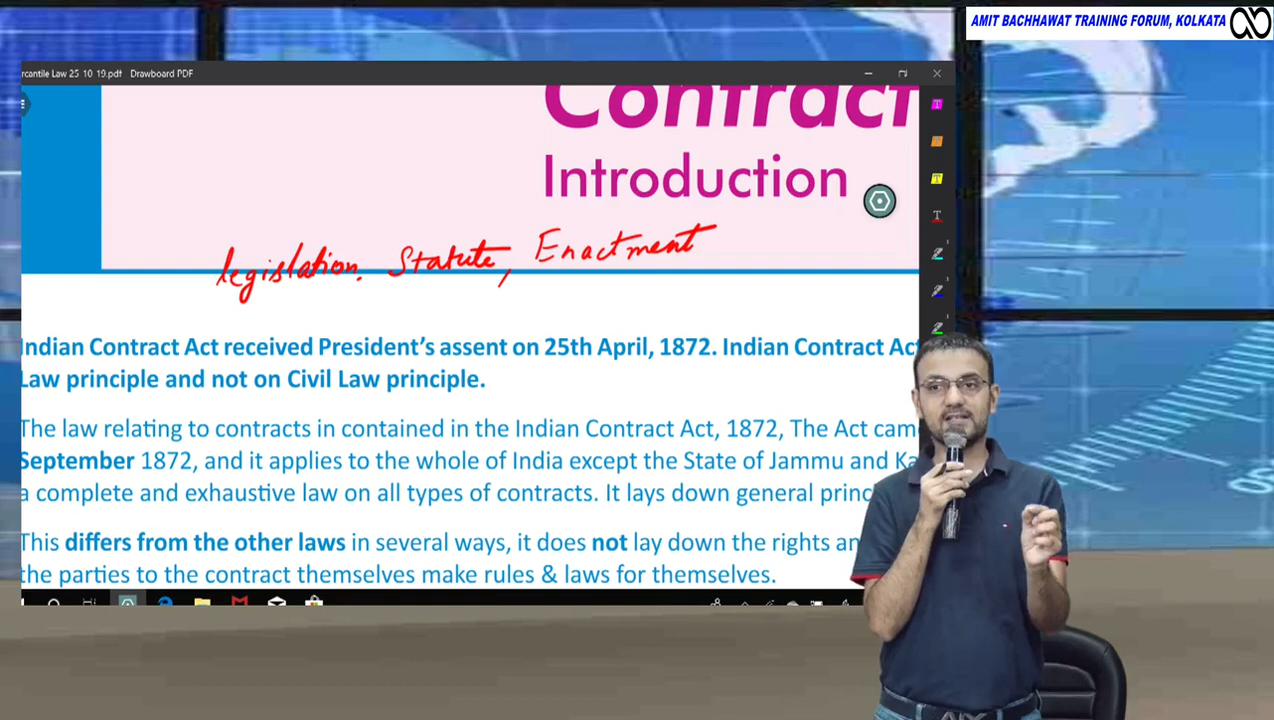 AMIT BACHHAWAT TRAINING FORUM, KOLKATA
rcantile Law 25 10 19.pdf Drawboard PDF
Contract
Introduction
legislation. Statute, Enactment
Indian Contract Act received President's assent on 25th April, 1872. Indian Contract Act
Law principle and not on Civil Law principle.
The law relating to contracts in contained in the Indian Contract Act, 1872, The Act cam
September 1872, and it applies to the whole of India except the State of Jammu and Ka
a complete and exhaustive law on all types of contracts. It lays down general princ
This differs from the other laws in several ways, it does not lay down the rights an
the parties to the contract themselves make rules & laws for themselves.